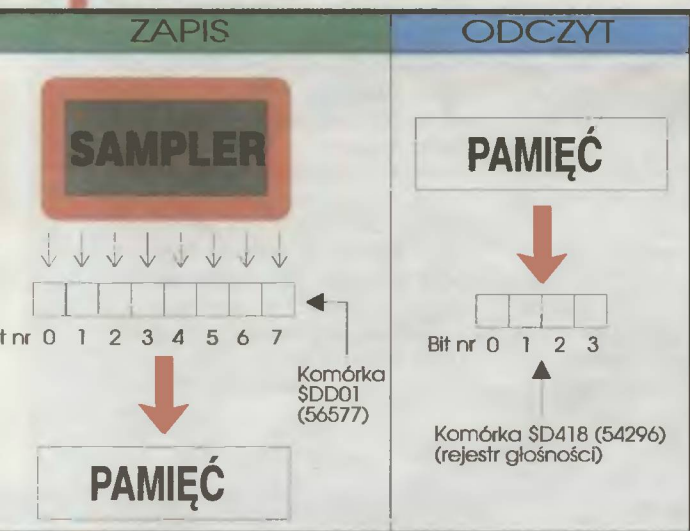 ZAPIS
SAMPLER
t nr 0 1 2 3 4 5 6 7
Komórka
$DD01
(56577)
PAMIĘĆ
ODCZYT
PAMIĘĆ
Bit nr 0 1 2 3
Komórka $D418 (54296)
(rejestr głośności)